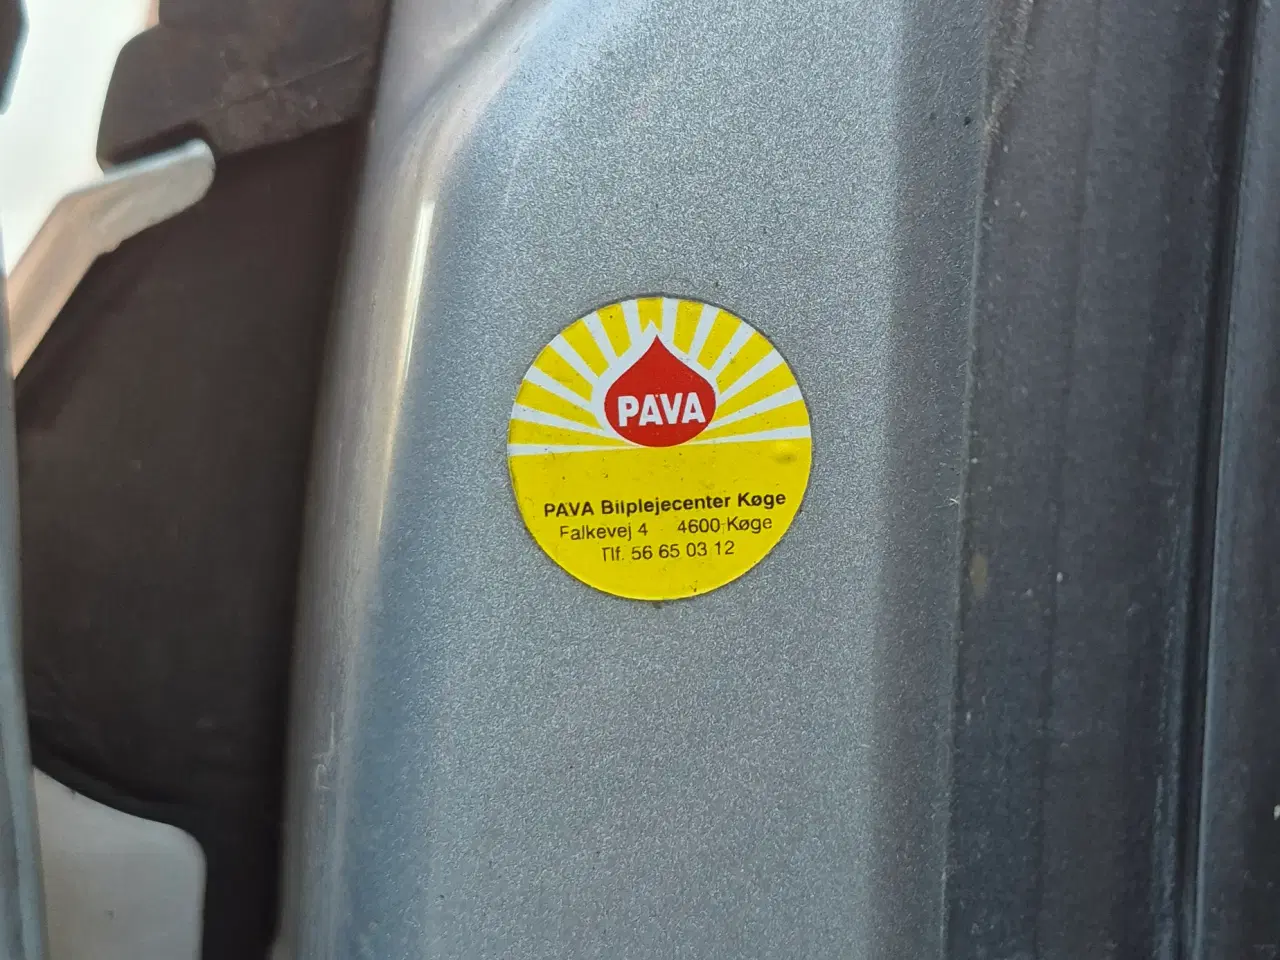 PAVA
PAVA Bilplejecenter Køge
Falkevej 4 4600 Køge
Tlf. 56 65 03 12